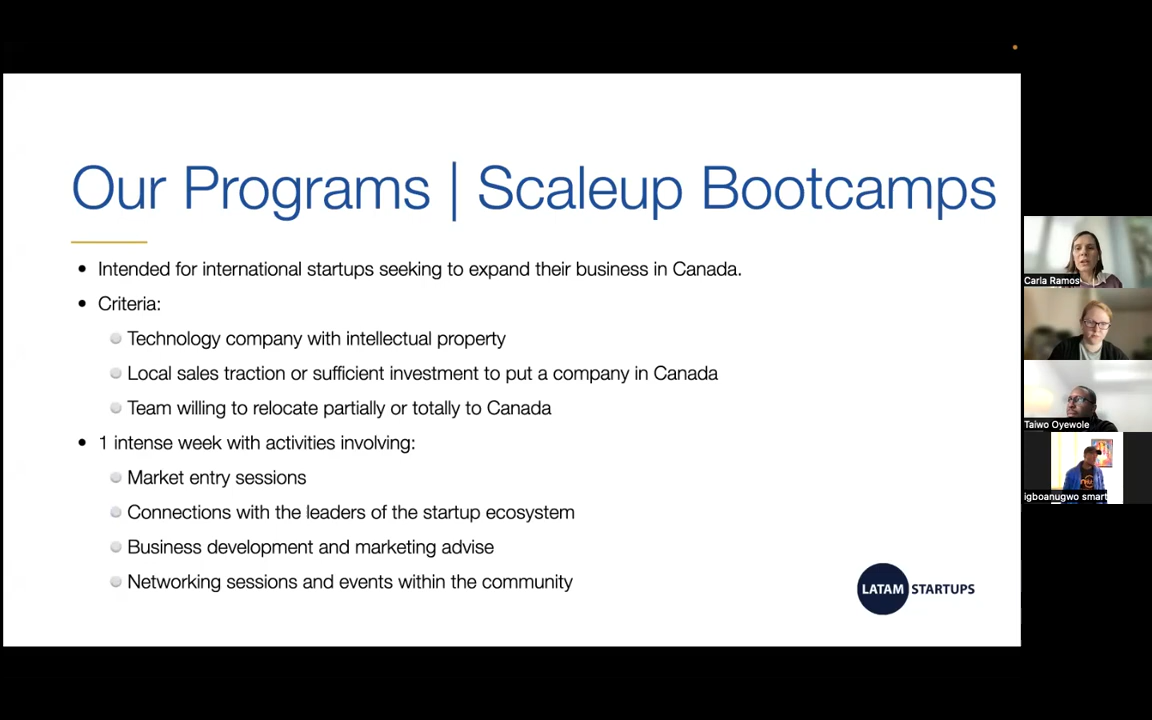 Our Programs | Scaleup Bootcamps
Intended for international startups seeking to expand their business in Canada.
Criteria:
Technology company with intellectual property
Local sales traction or sufficient investment to put a company in Canada
Team willing to relocate partially or totally to Canada
1 intense week with activities involving:
Market entry sessions
Connections with the leaders of the startup ecosystem
Business development and marketing advise
Networking sessions and events within the community
LATAM STARTUPS
Carla Ramos
Taiwo Oyewole
igboanugwo smart